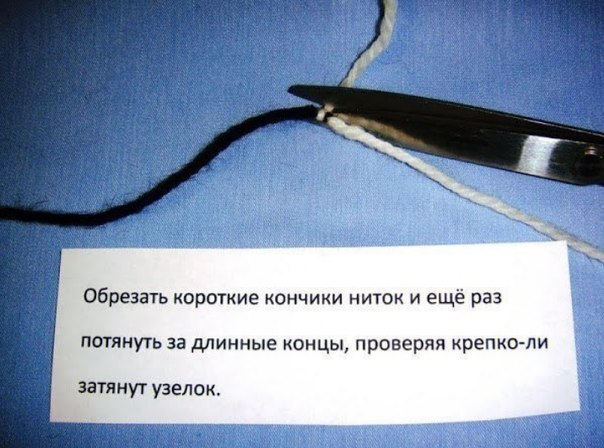 Обрезать короткие кончики ниток и ещё раз
потянуть за длинные концы, проверяя крепко-ли
затянут узелок.